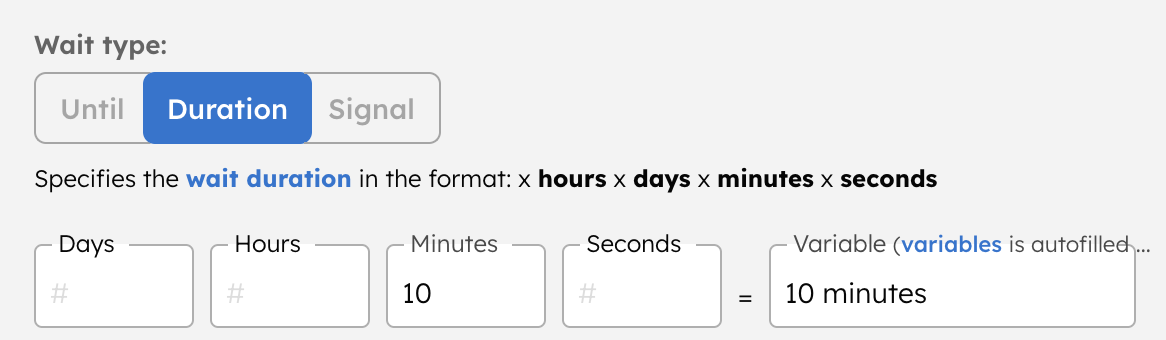 Wait type:
Until Duration Signal
Specifies the wait duration in the format: x hours x days x minutes x seconds
Days Hours Minutes Seconds Variable (variables is autofilled ...
# # 10 # = 10 minutes